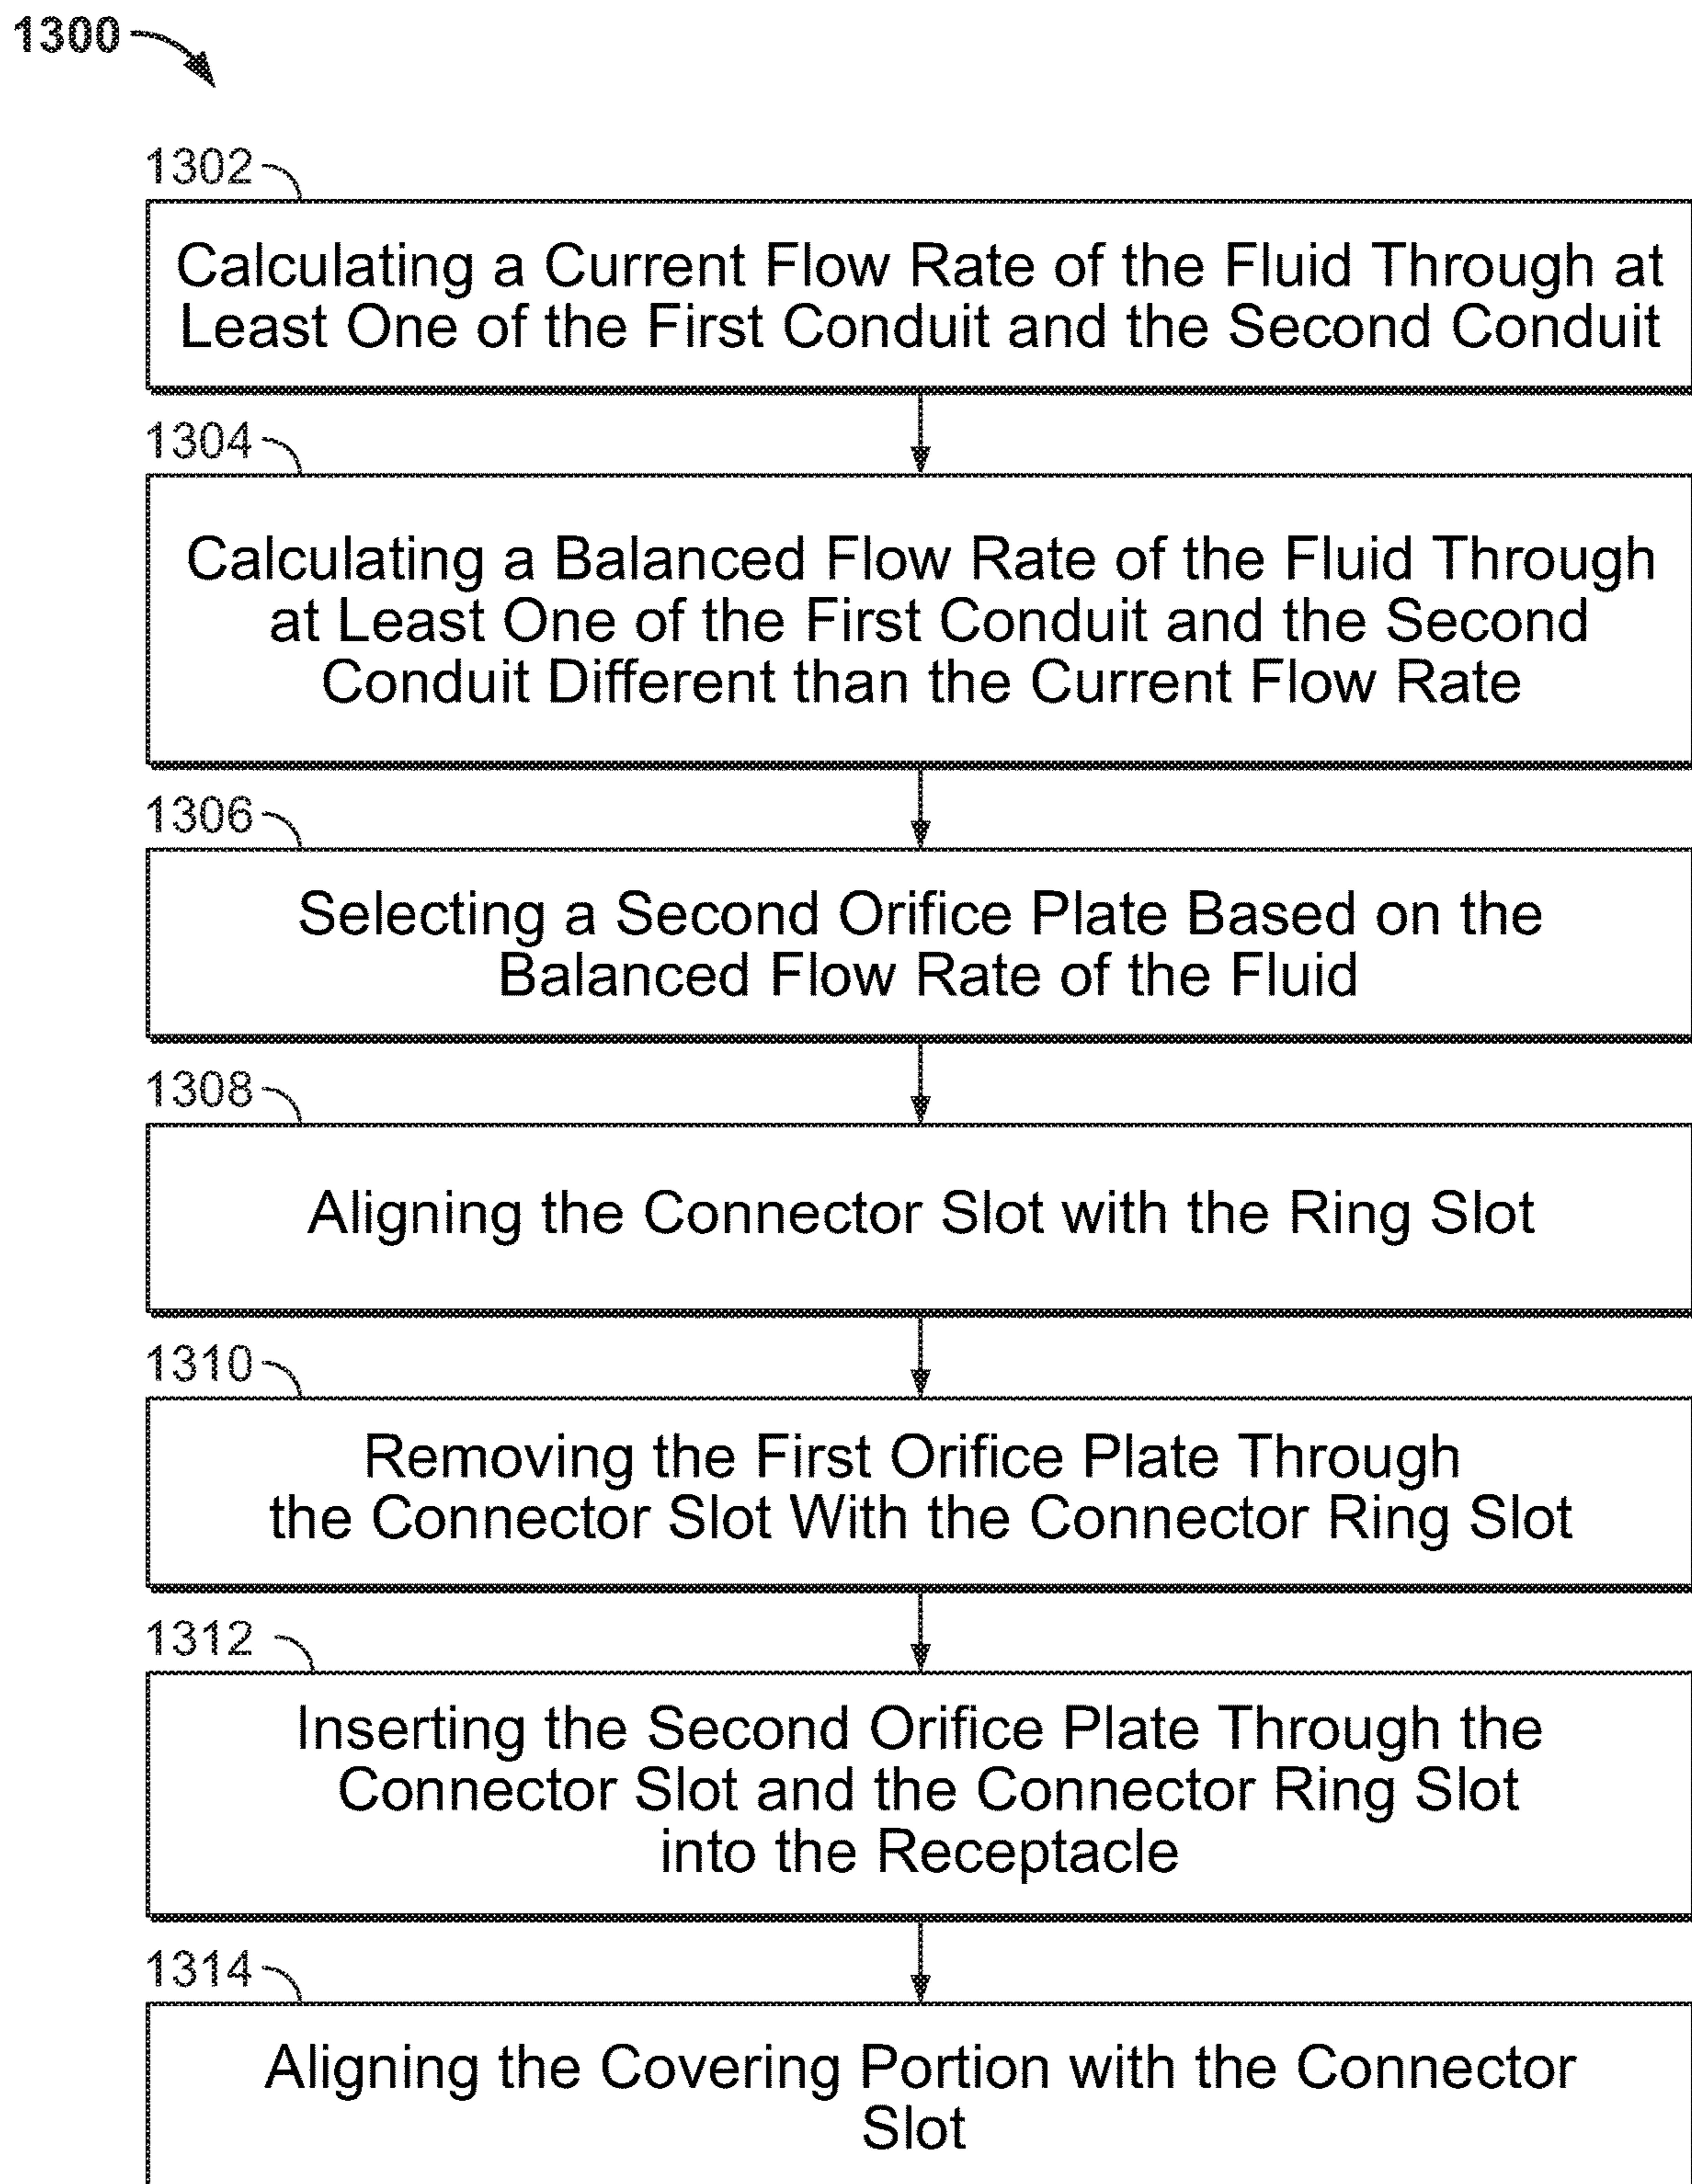 1300
1302
Calculating a Current Flow Rate of the Fluid Through at
Least One of the First Conduit and the Second Conduit
1304
Calculating a Balanced Flow Rate of the Fluid Through
at Least One of the First Conduit and the Second
Conduit Different than the Current Flow Rate
1306
Selecting a Second Orifice Plate Based on the
Balanced Flow Rate of the Fluid
1308
Aligning the Connector Slot with the Ring Slot
1310
Removing the First Orifice Plate Through
the Connector Slot With the Connector Ring Slot
1312
Inserting the Second Orifice Plate Through the
Connector Slot and the Connector Ring Slot
into the Receptacle
1314
Aligning the Covering Portion with the Connector
Slot